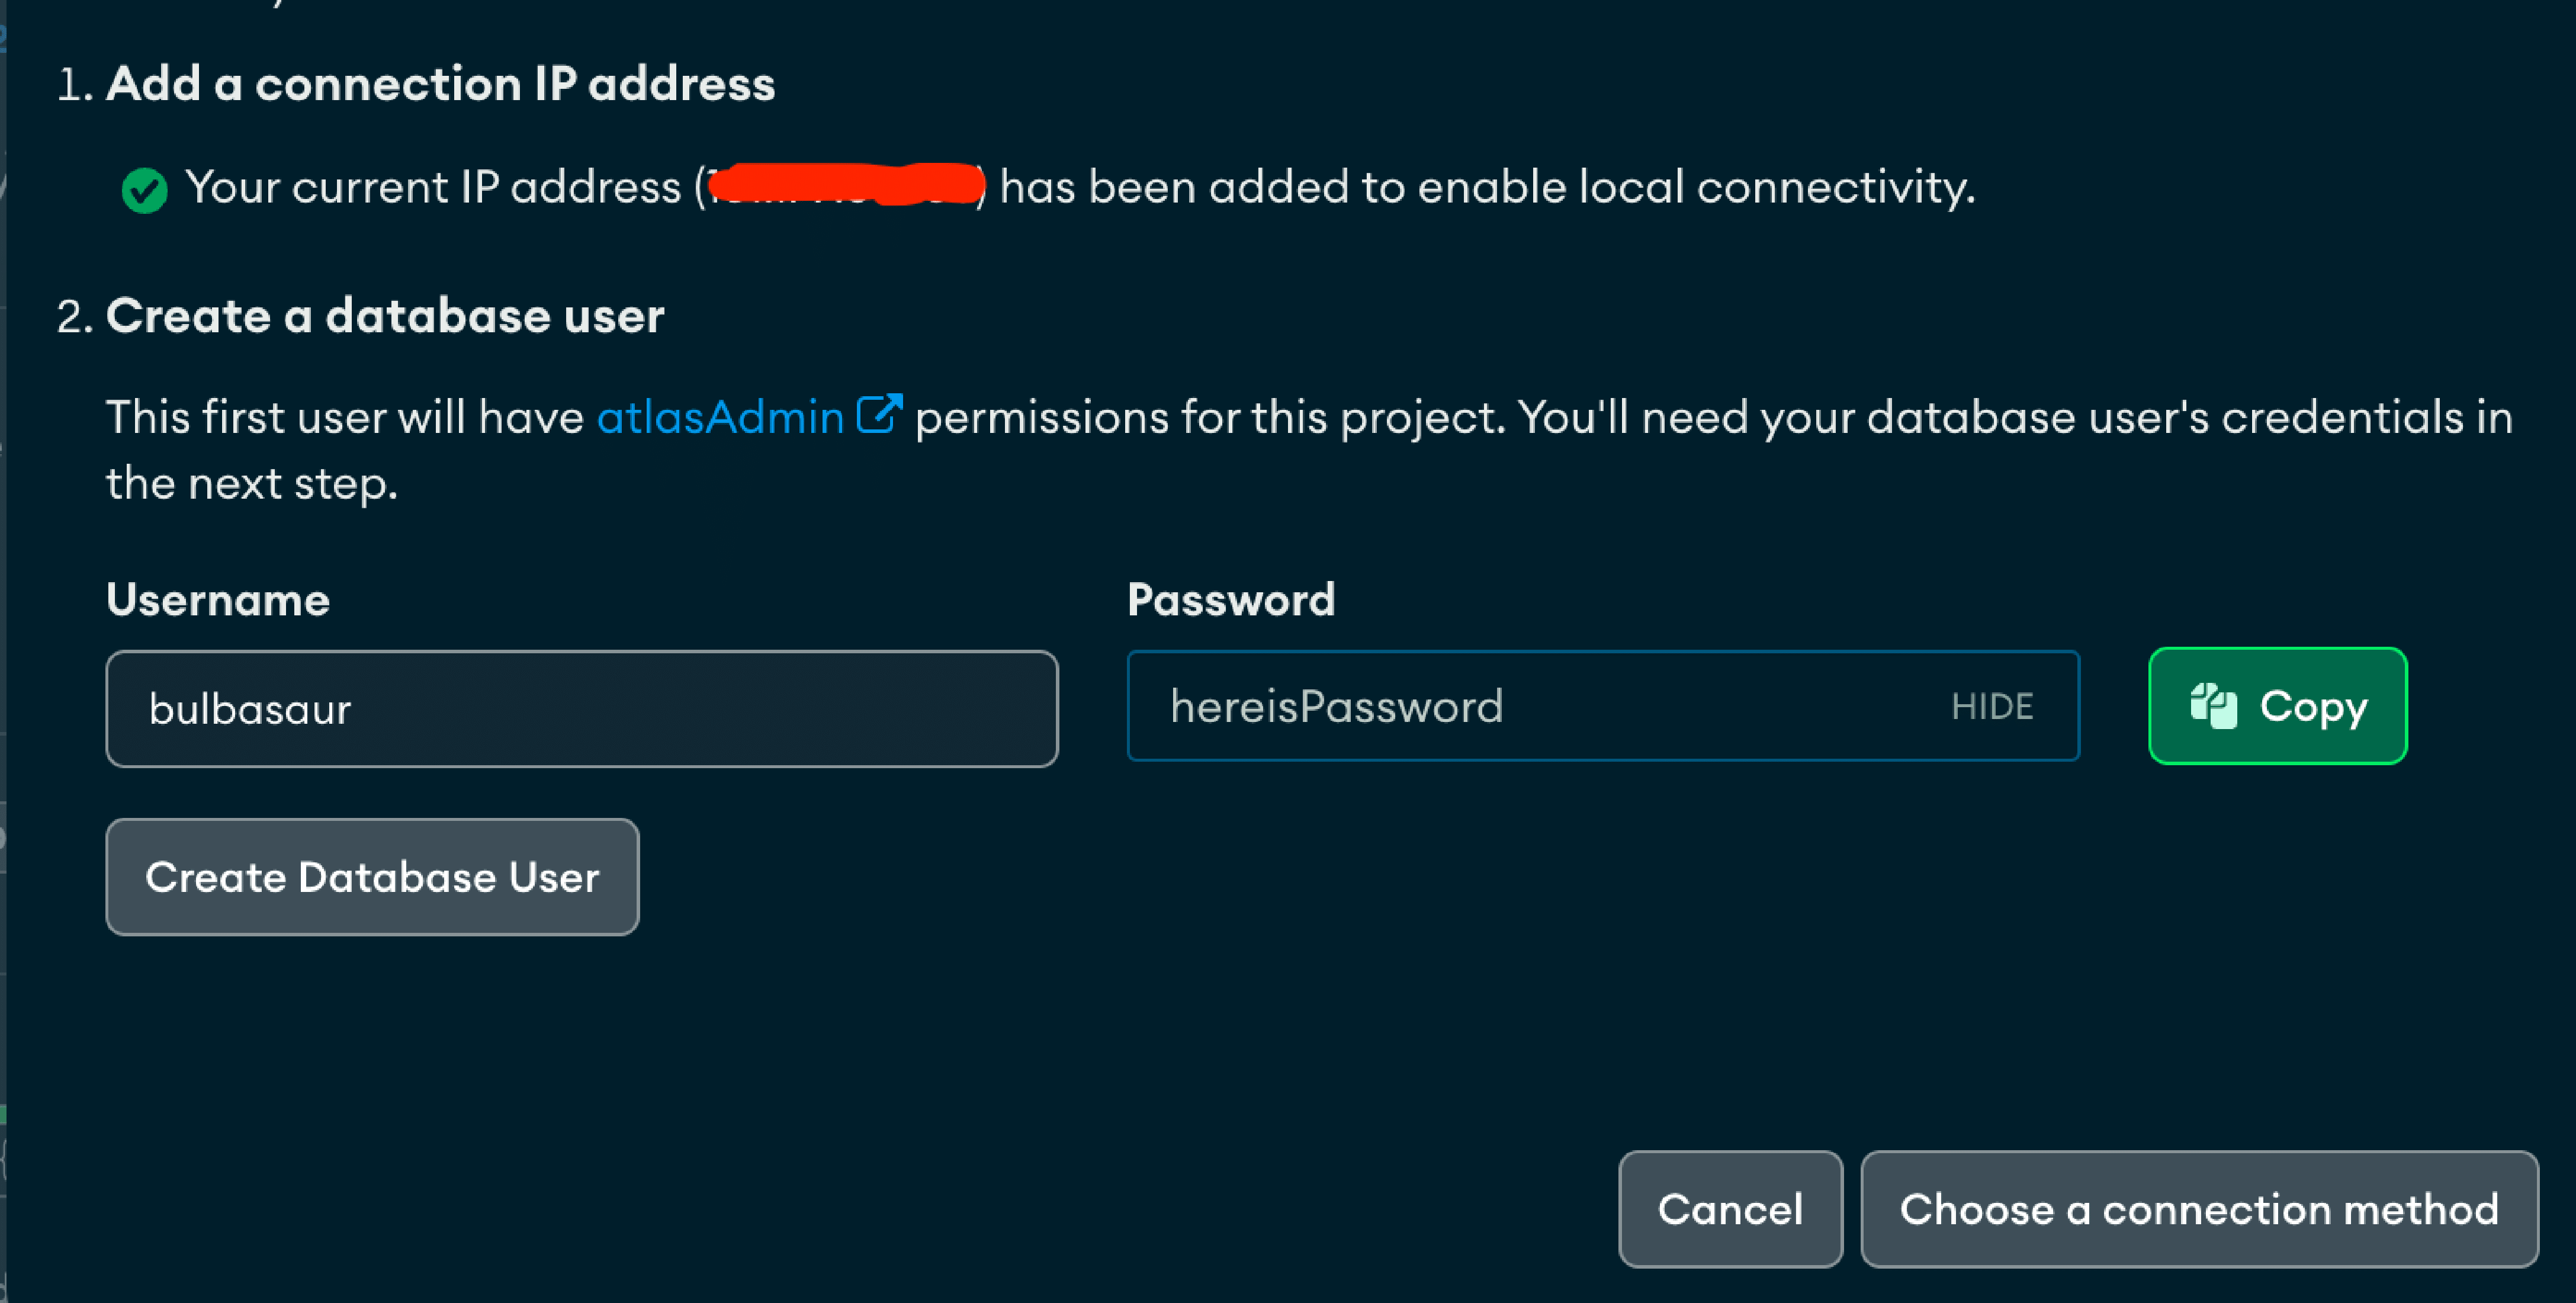 1. Add a connection IP address
Your current IP address () has been added to enable local connectivity.
2. Create a database user
This first user will have atlasAdmin permissions for this project. You'll need your database user's credentials in
the next step.
Username Password
bulbasaur hereisPassword HIDE Copy
Create Database User
Cancel Choose a connection method